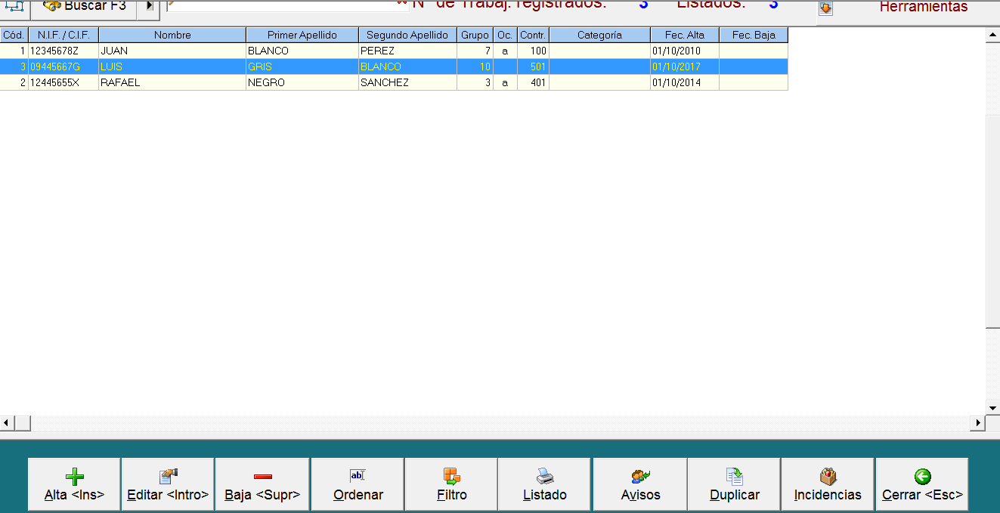 Buscar F3 Nº de Trabaj. registrados: 3 Listados: 3 Herramientas
Cód. N.I.F. / C.I.F. Nombre Primer Apellido Segundo Apellido Grupo Oc. Contr. Categoría Fec. Alta Fec. Baja
1 12345678Z JUAN BLANCO PEREZ 7 a 100 01/10/2010
3 09445667G LUIS GRIS BLANCO 10 501 01/10/2017
2 12445655X RAFAEL NEGRO SANCHEZ 3 a 401 01/10/2014
Alta <Ins> Editar <Intro> Baja <Supr> Ordenar Filtro Listado Avisos Duplicar Incidencias Cerrar <Esc>